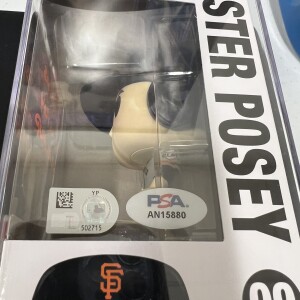 STER POSEY
YP
502715
PSA
AN15880
SF